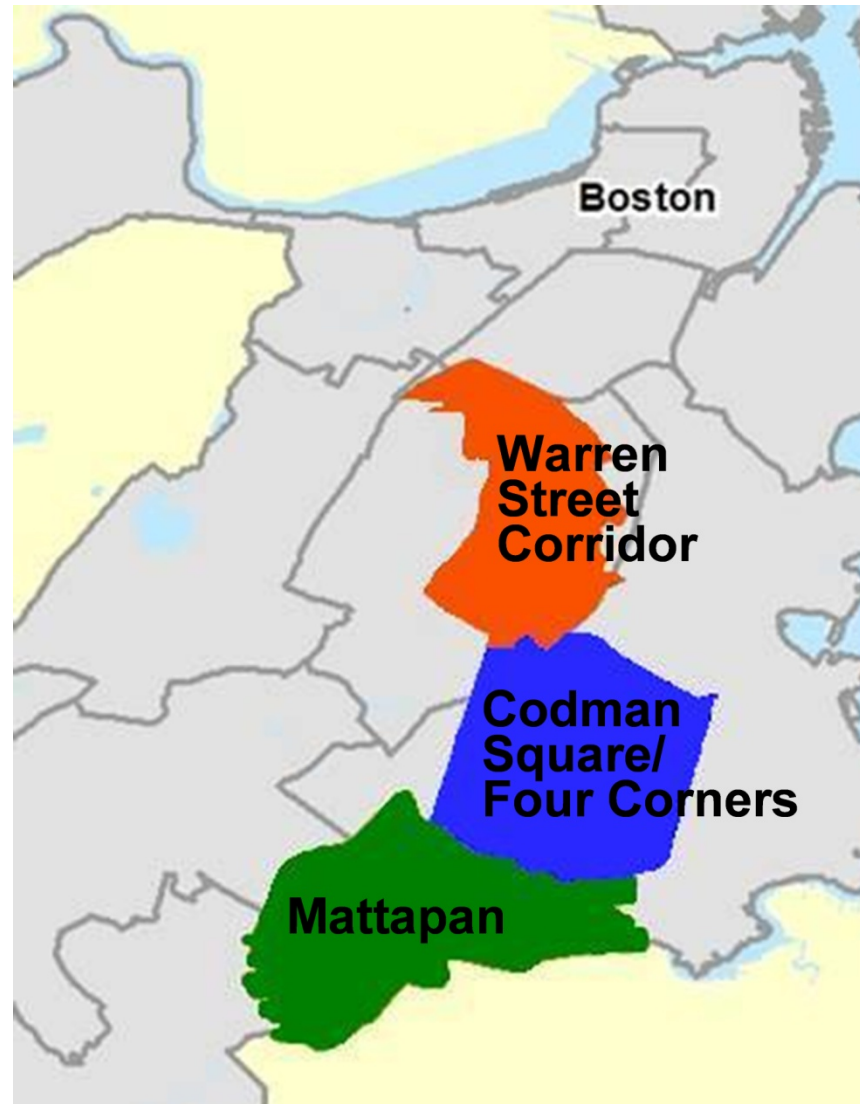 Boston
Warren
Street
Corridor
Codman
Square/
Four Corners
Mattapan